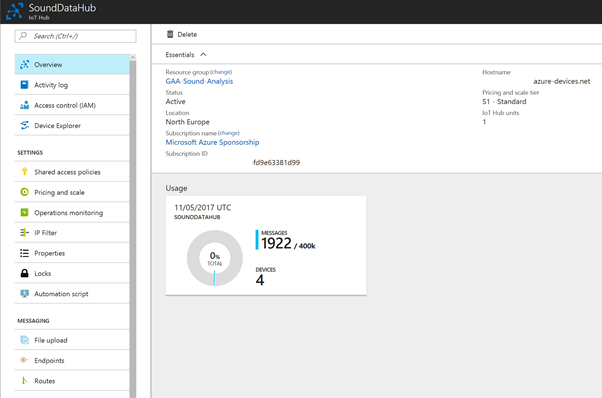 SoundDataHub
IoT Hub
Search (Ctrl+/)
Overview
Activity log
Access control (IAM)
Device Explorer
SETTINGS
Shared access policies
Pricing and scale
Operations monitoring
IP Filter
Properties
Locks
Automation script
MESSAGING
File upload
Endpoints
Routes
Delete
Essentials
Resource group (change)
GAA-Sound-Analysis
Status
Active
Location
North Europe
Subscription name (change)
Microsoft Azure Sponsorship
Subscription ID
fd9e63381d99
Hostname
azure-devices.net
Pricing and scale tier
S1 - Standard
IoT Hub units
1
Usage
11/05/2017 UTC
SOUNDDATAHUB
0%
TOTAL
MESSAGES
1922 / 400k
DEVICES
4